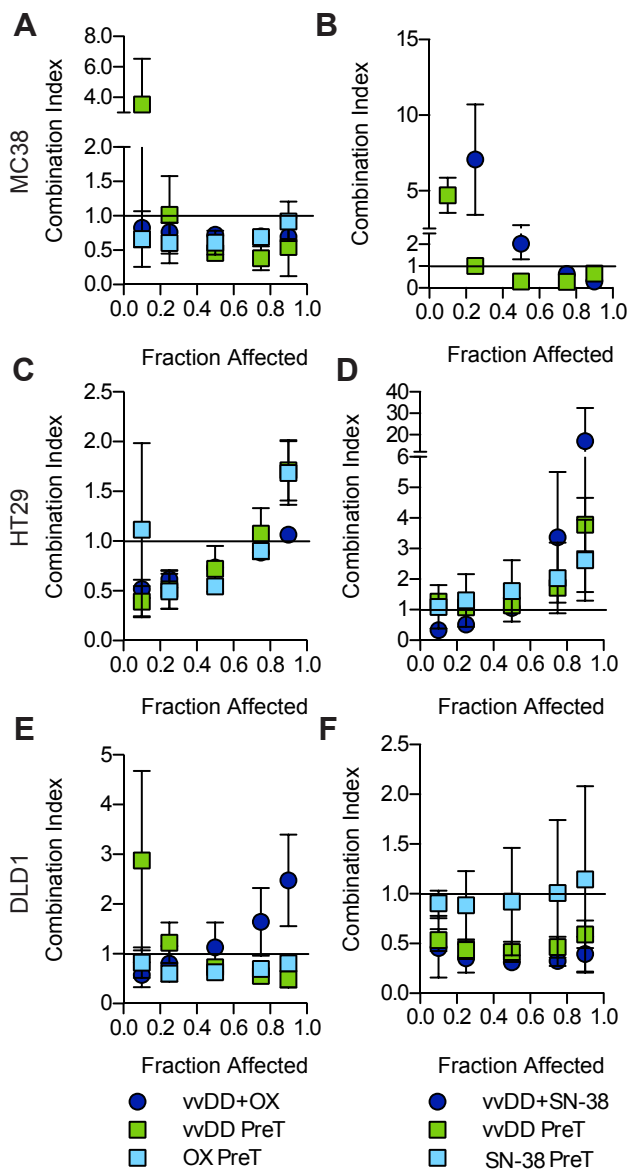 A
MC38
Combination Index
8.0
6.0
4.0
2.0
1.5
1.0
0.5
0.0
0.0 0.2 0.4 0.6 0.8 1.0
Fraction Affected
B
Combination Index
15
10
5
2
1
0
0.0 0.2 0.4 0.6 0.8 1.0
Fraction Affected
C
HT29
Combination Index
2.5
2.0
1.5
1.0
0.5
0.0
0.0 0.2 0.4 0.6 0.8 1.0
Fraction Affected
D
Combination Index
40
30
20
6
5
4
3
2
1
0
0.0 0.2 0.4 0.6 0.8 1.0
Fraction Affected
E
DLD1
Combination Index
5
4
3
2
1
0
0.0 0.2 0.4 0.6 0.8 1.0
Fraction Affected
vvDD+OX
vvDD PreT
OX PreT
F
Combination Index
2.5
2.0
1.5
1.0
0.5
0.0
0.0 0.2 0.4 0.6 0.8 1.0
Fraction Affected
vvDD+SN-38
vvDD PreT
SN-38 PreT